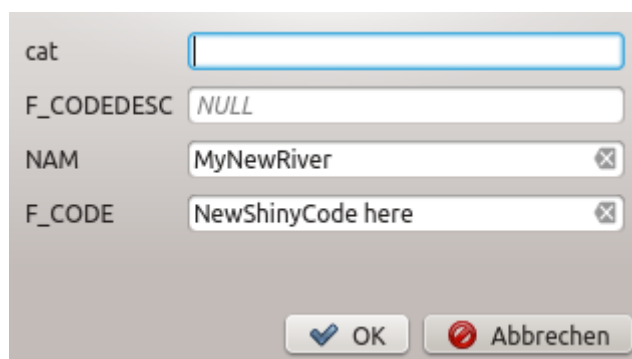 cat
F_CODEDESC NULL
NAM MyNewRiver
F_CODE NewShinyCode here
OK Abbrechen